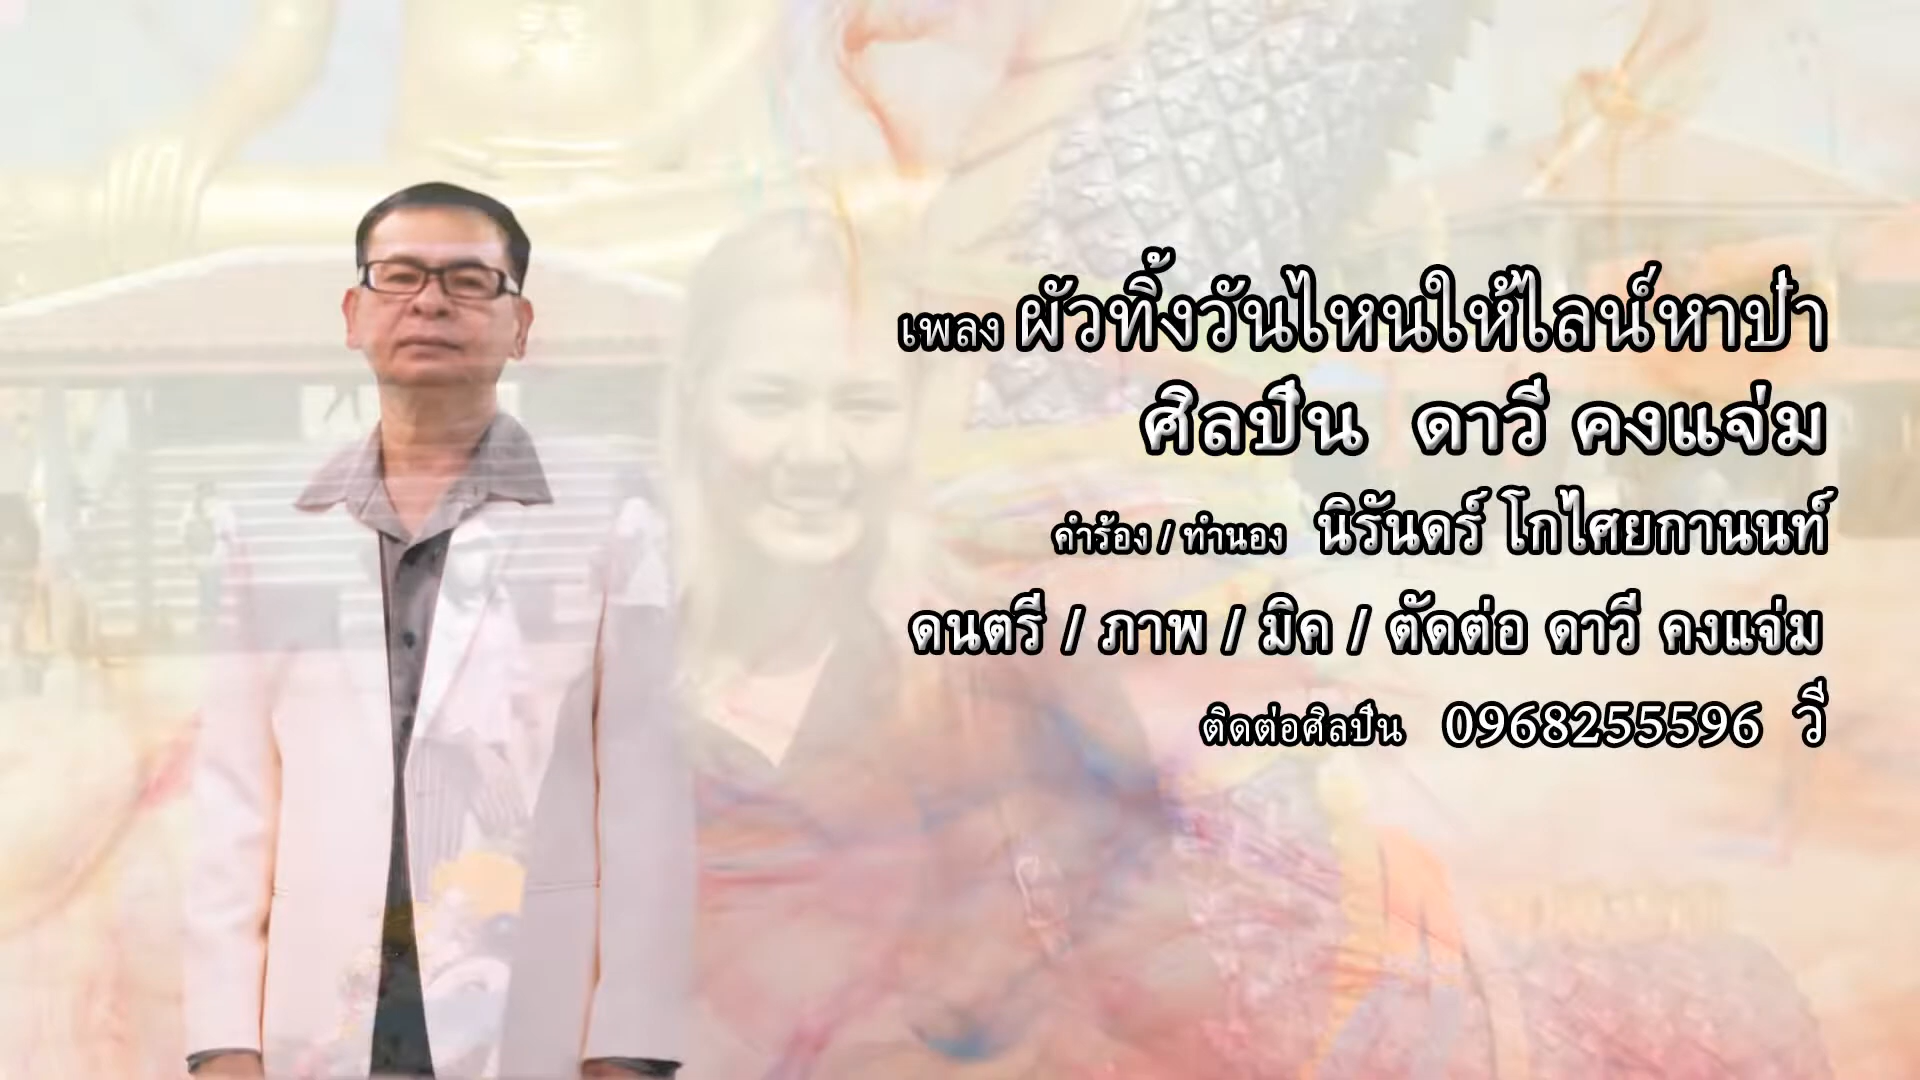 เพลง ผัวทิ้งวันไหนให้ไลน์หาป๋า
ศิลปิน ดาวี คงแจ่ม
คำร้อง / ทำนอง นิรันดร์ โกไศยกานนท์
ดนตรี / ภาพ / มิค / ตัดต่อ ดาวี คงแจ่ม
ติดต่อศิลปิน 0968255596 วี